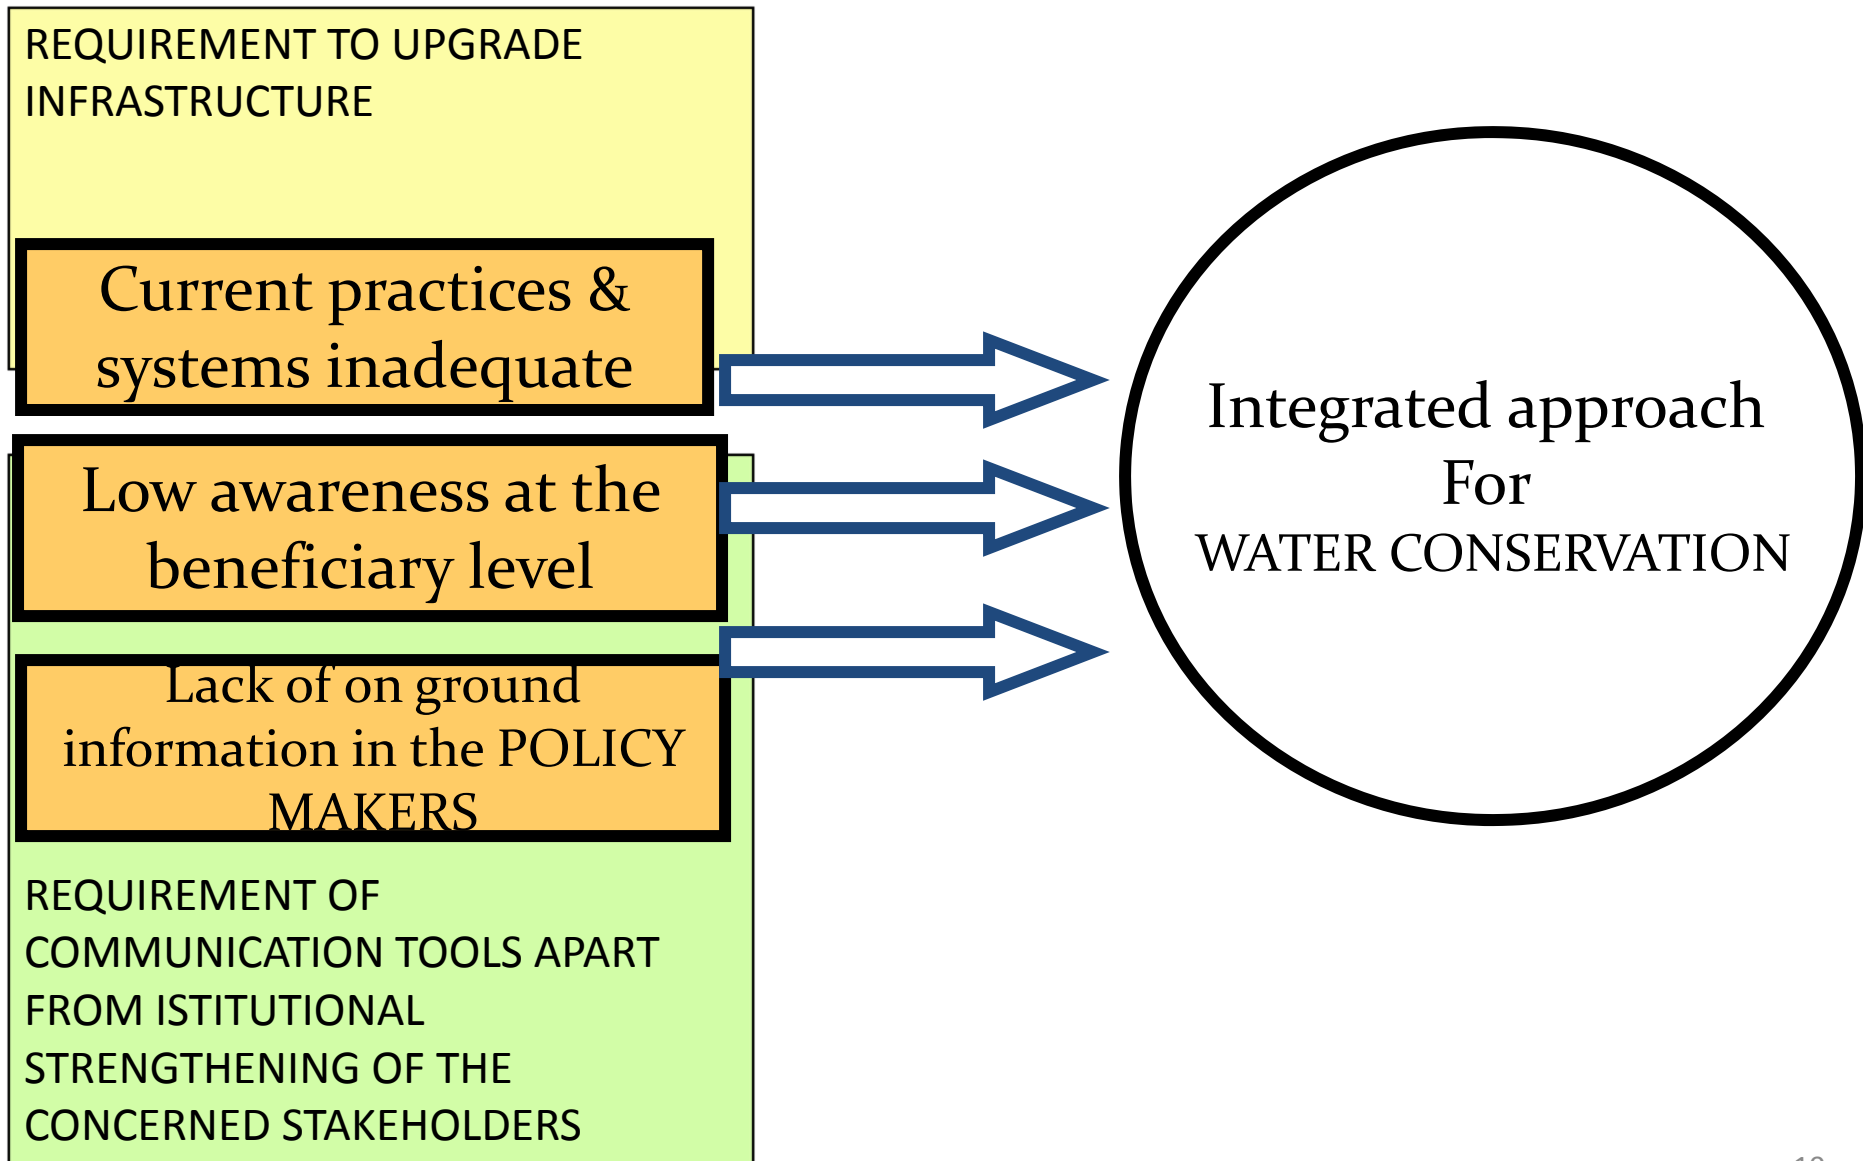 REQUIREMENT TO UPGRADE
INFRASTRUCTURE
Current practices &
systems inadequate
Low awareness at the
beneficiary level
Lack of on ground
information in the POLICY
MAKERS
REQUIREMENT OF
COMMUNICATION TOOLS APART
FROM ISTITUTIONAL
STRENGTHENING OF THE
CONCERNED STAKEHOLDERS
Integrated approach
For
WATER CONSERVATION